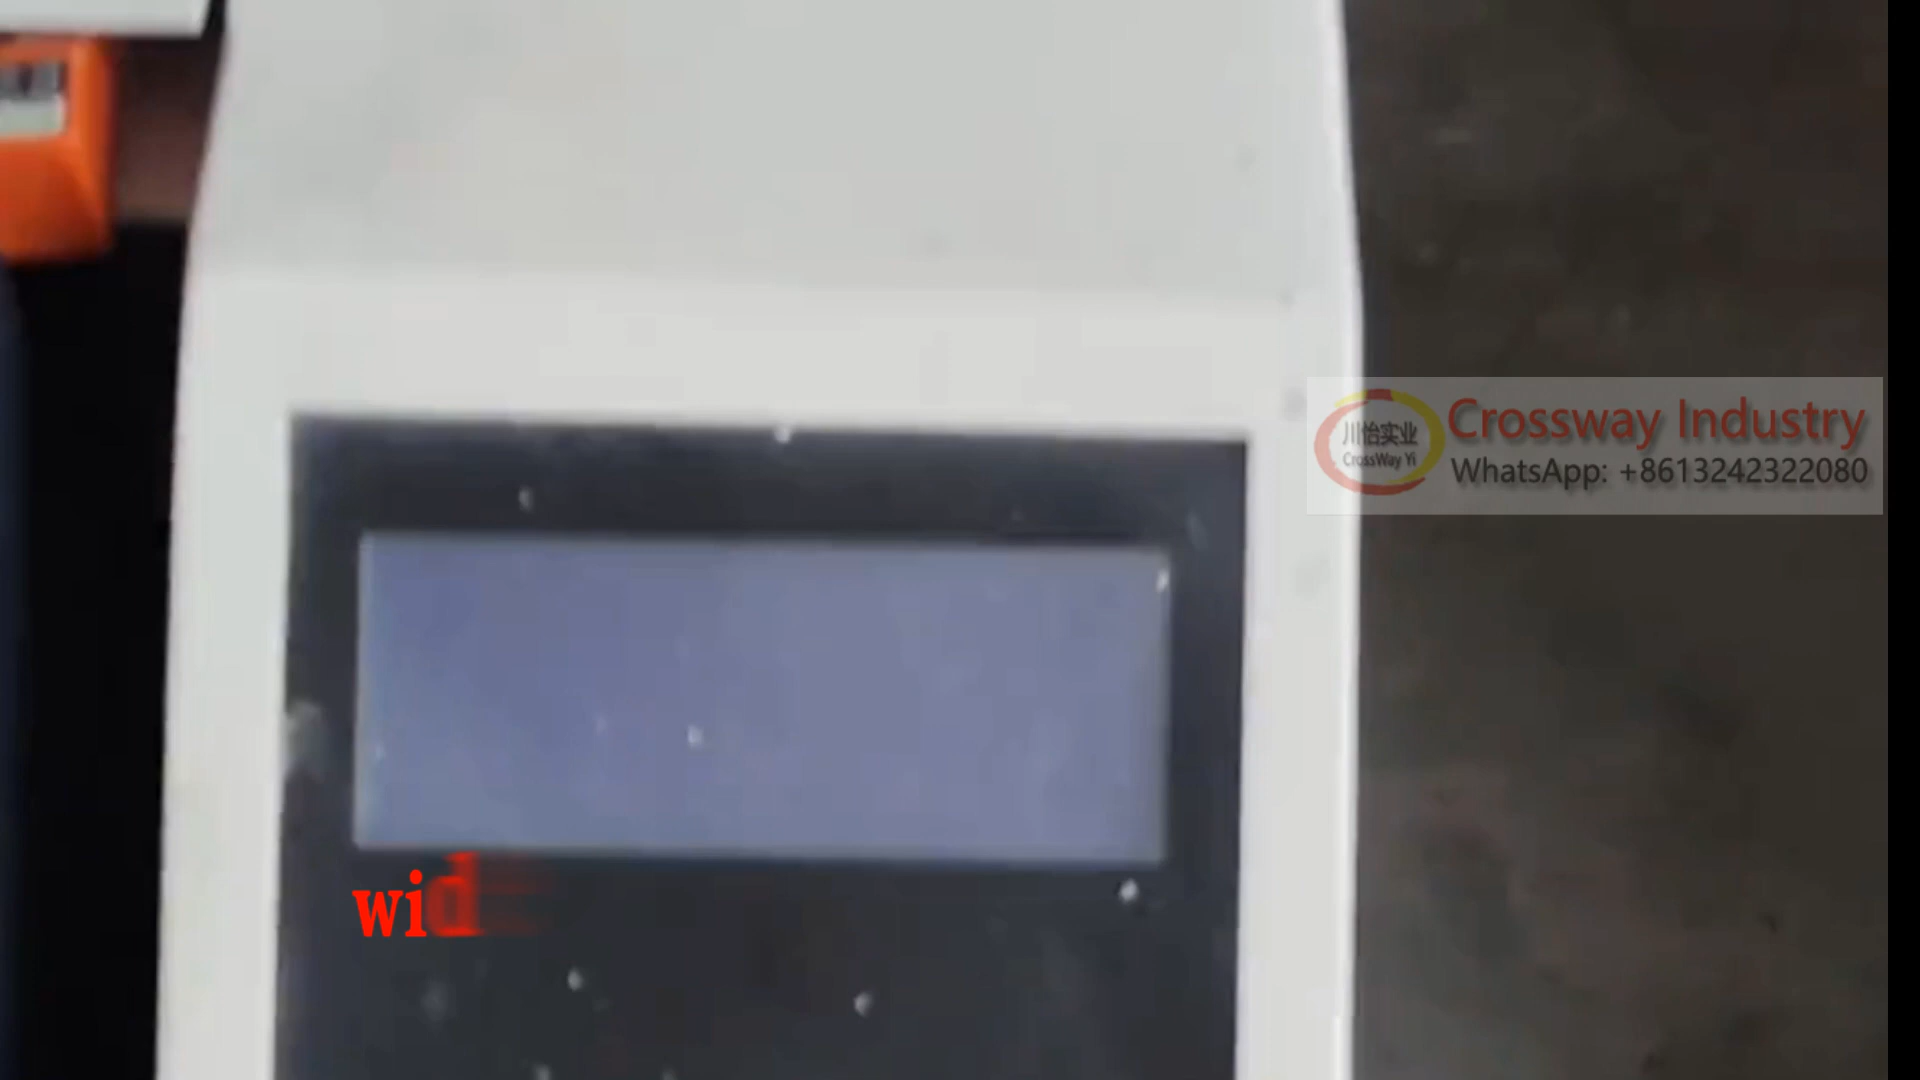 川怡实业
CrossWay Yi
Crossway Industry
WhatsApp: +8613242322080
wid